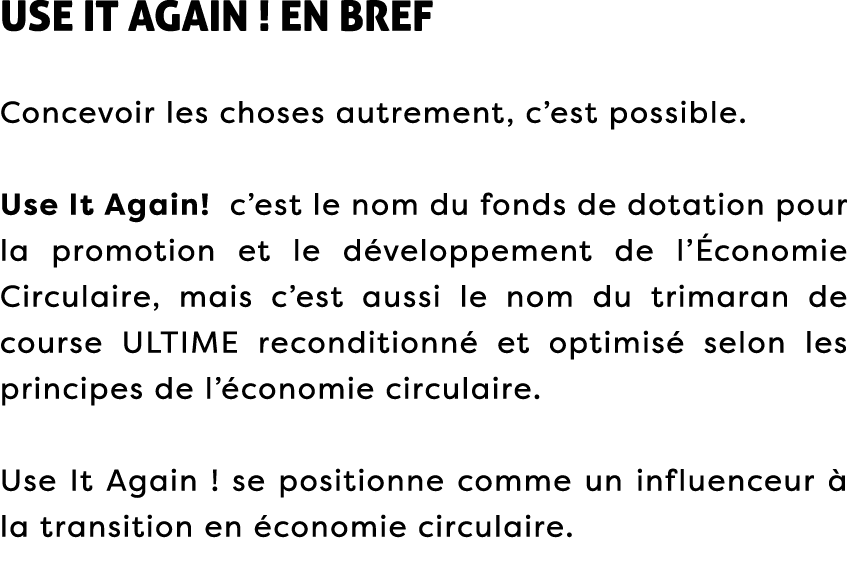 USE IT AGAIN ! EN BREF
Concevoir les choses autrement, c’est possible.
Use It Again!  c’est le nom du fonds de dotation pour
la promotion et le développement de l’Économie
Circulaire, mais c’est aussi le nom du trimaran de
course ULTIME reconditionné et optimisé selon les
principes de l’économie circulaire.
Use It Again ! se positionne comme un influenceur à
la transition en économie circulaire.